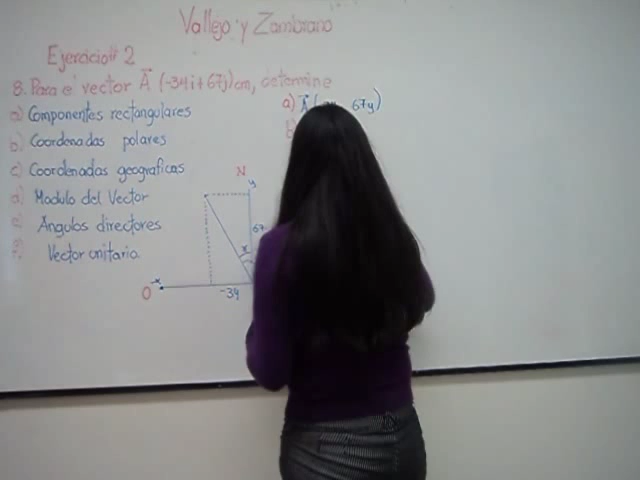 Vallejo y Zambrano
Ejercicio# 2
8. Para el vector A (-34i+67j)cm, determine
a) Componentes rectangulares
b) Coordenadas polares
c) Coordenadas geograficas
d) Modulo del Vector
e) Angulos directores
Vector unitario
a) A( 67y)
N
y
67
x
-x
O
-34